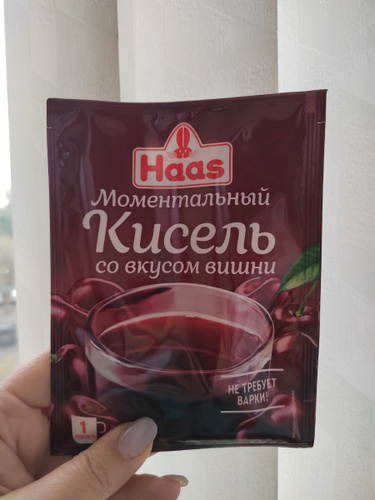 Haas
Моментальный
Кисель
со вкусом вишни
НЕ ТРЕБУЕТ
ВАРКИ!
1